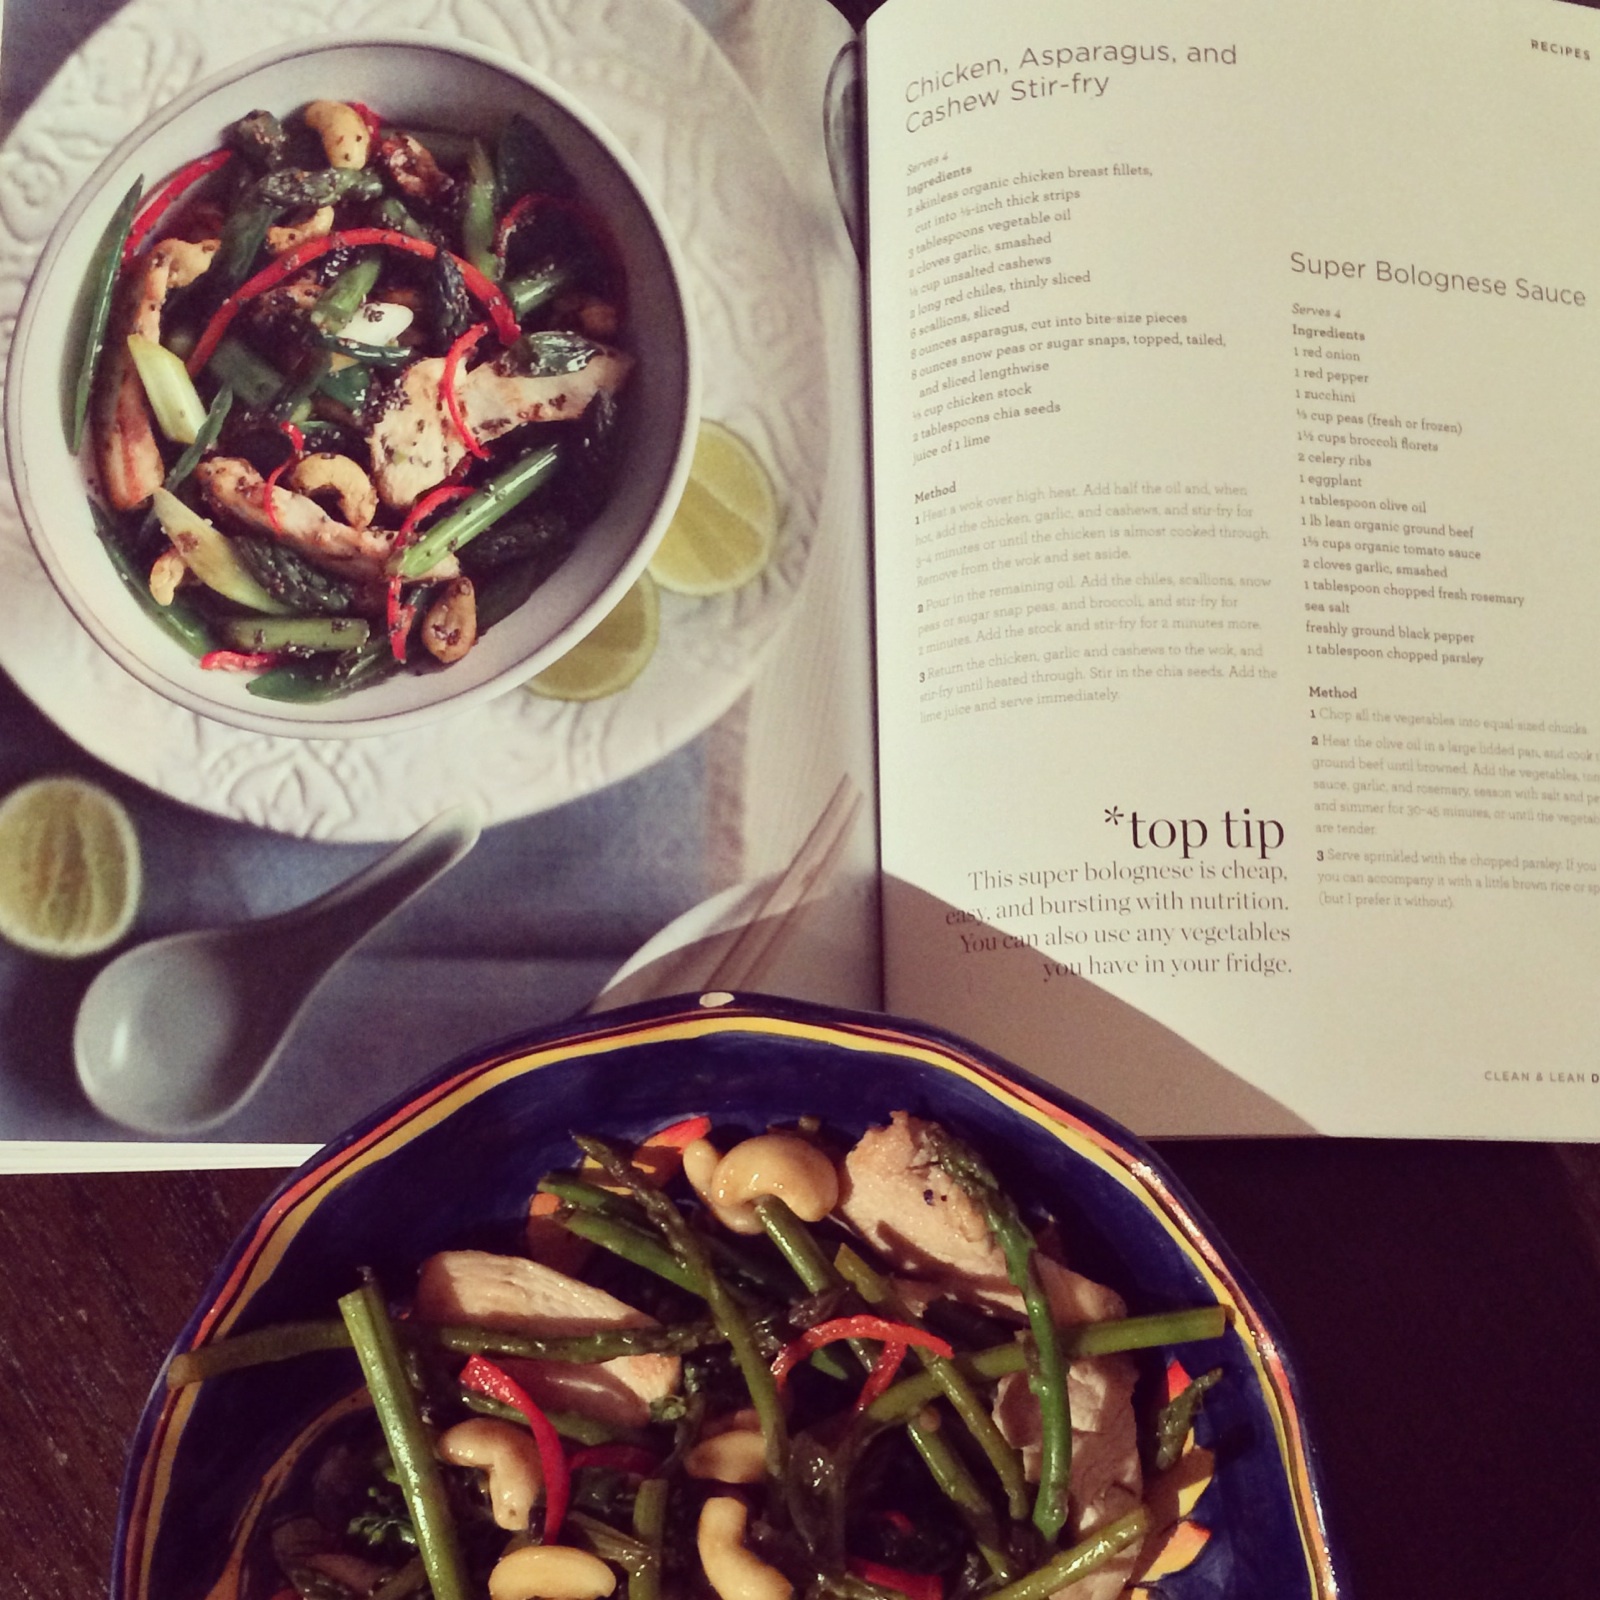 RECIPES
Chicken, Asparagus, and
Cashew Stir-fry
Serves 4
Ingredients
2 skinless organic chicken breast fillets,
cut into ½-inch thick strips
3 tablespoons vegetable oil
2 cloves garlic, smashed
cup unsalted cashews
2 long red chiles, thinly sliced
6 scallions, sliced
8 ounces asparagus, cut into bite-size pieces
8 ounces snow peas or sugar snaps, topped, tailed,
and sliced lengthwise
cup chicken stock
2 tablespoons chia seeds
juice of 1 lime
Method
1 Heat a wok over high heat. Add half the oil and, when
hot, add the chicken, garlic, and cashews, and stir-fry for
3-4 minutes or until the chicken is almost cooked through.
Remove from the wok and set aside.
2 Pour in the remaining oil. Add the chiles, scallions, snow
peas or sugar snap peas, and broccoli, and stir-fry for
2 minutes. Add the stock and stir-fry for 2 minutes more.
3 Return the chicken, garlic and cashews to the wok, and
stir-fry until heated through. Stir in the chia seeds. Add the
lime juice and serve immediately.
*top tip
This super bolognese is cheap,
easy, and bursting with nutrition.
You can also use any vegetables
you have in your fridge.
Super Bolognese Sauce
Serves 4
Ingredients
1 red onion
1 red pepper
1 zucchini
cup peas (fresh or frozen)
1½ cups broccoli florets
2 celery ribs
1 eggplant
1 tablespoon olive oil
1 lb lean organic ground beef
cups organic tomato sauce
2 cloves garlic, smashed
1 tablespoon chopped fresh rosemary
sea salt
freshly ground black pepper
1 tablespoon chopped parsley
Method
1 Chop all the vegetables into equal-sized chunks.
2 Heat the olive oil in a large lidded pan, and cook
ground beef until browned. Add the vegetables,
sauce, garlic, and rosemary, season with salt and
and simmer for 30-45 minutes, or until the
are tender.
3 Serve sprinkled with the chopped parsley. If you
you can accompany it with a little brown rice or
(but I prefer it without).
CLEAN & LEAN D